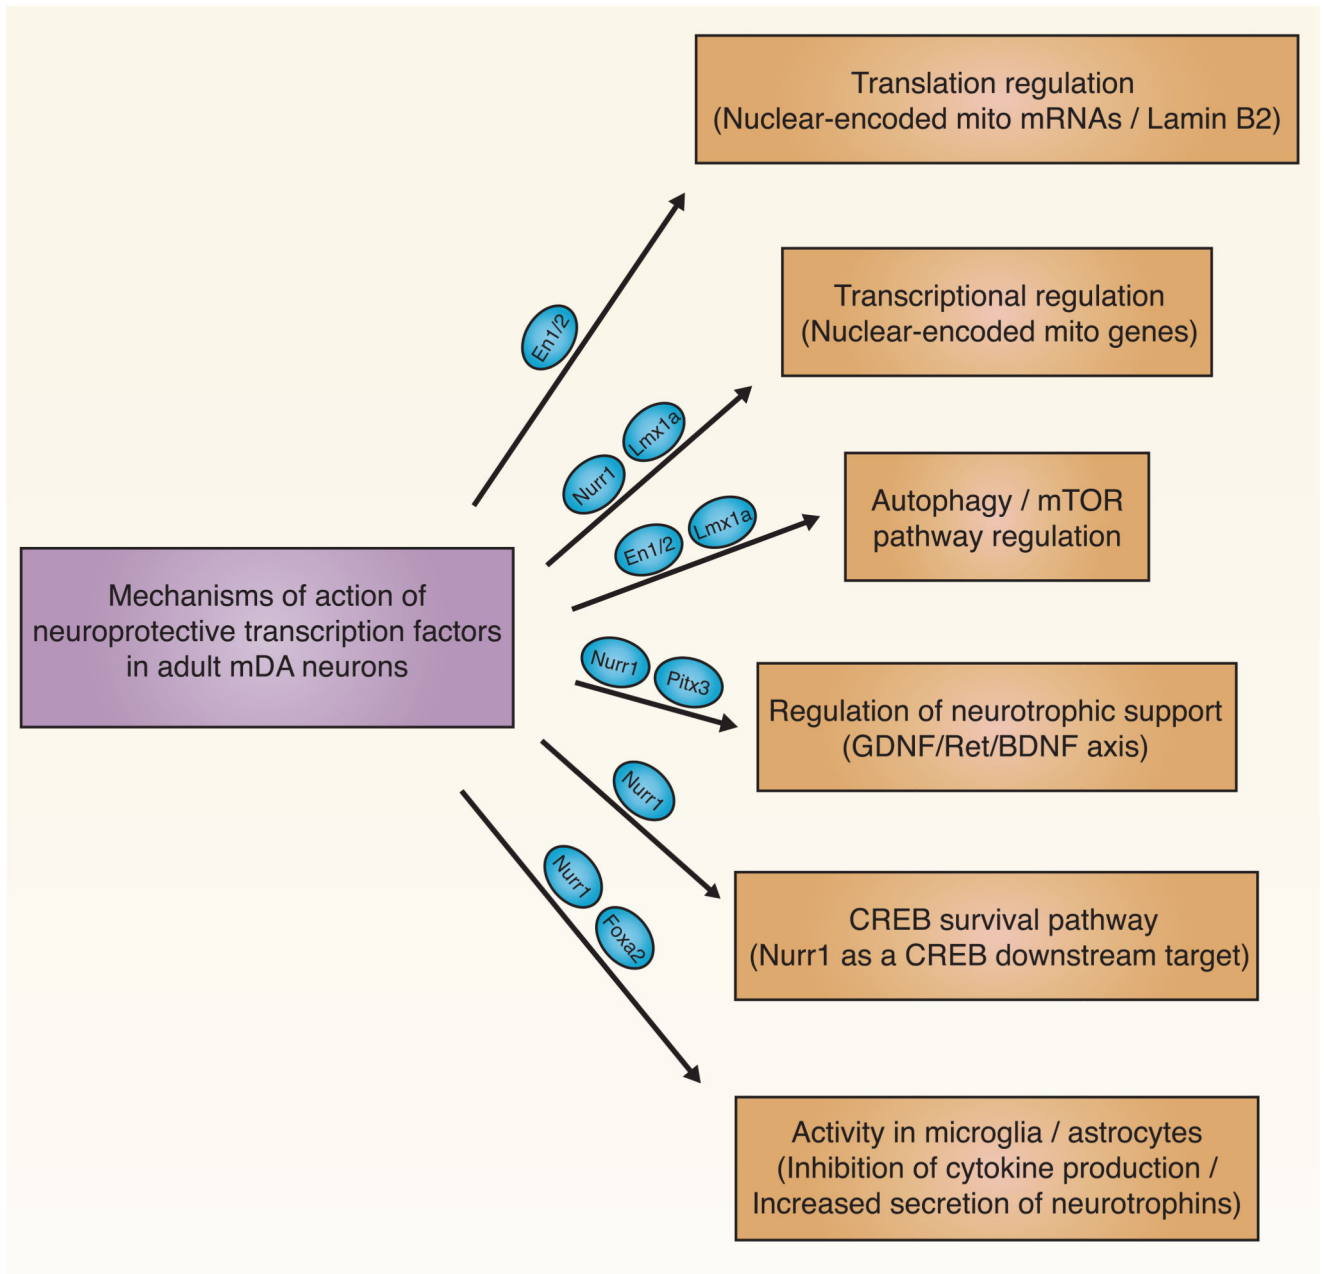 Translation regulation
(Nuclear-encoded mito mRNAs / Lamin B2)
En1/2
Transcriptional regulation
(Nuclear-encoded mito genes)
Lmx1a
Nurr1
Autophagy / mTOR
pathway regulation
Lmx1a
En1/2
Mechanisms of action of
neuroprotective transcription factors
in adult mDA neurons
Nurr1
Pitx3
Regulation of neurotrophic support
(GDNF/Ret/BDNF axis)
Nurr1
CREB survival pathway
(Nurr1 as a CREB downstream target)
Nurr1
Foxa2
Activity in microglia / astrocytes
(Inhibition of cytokine production /
Increased secretion of neurotrophins)